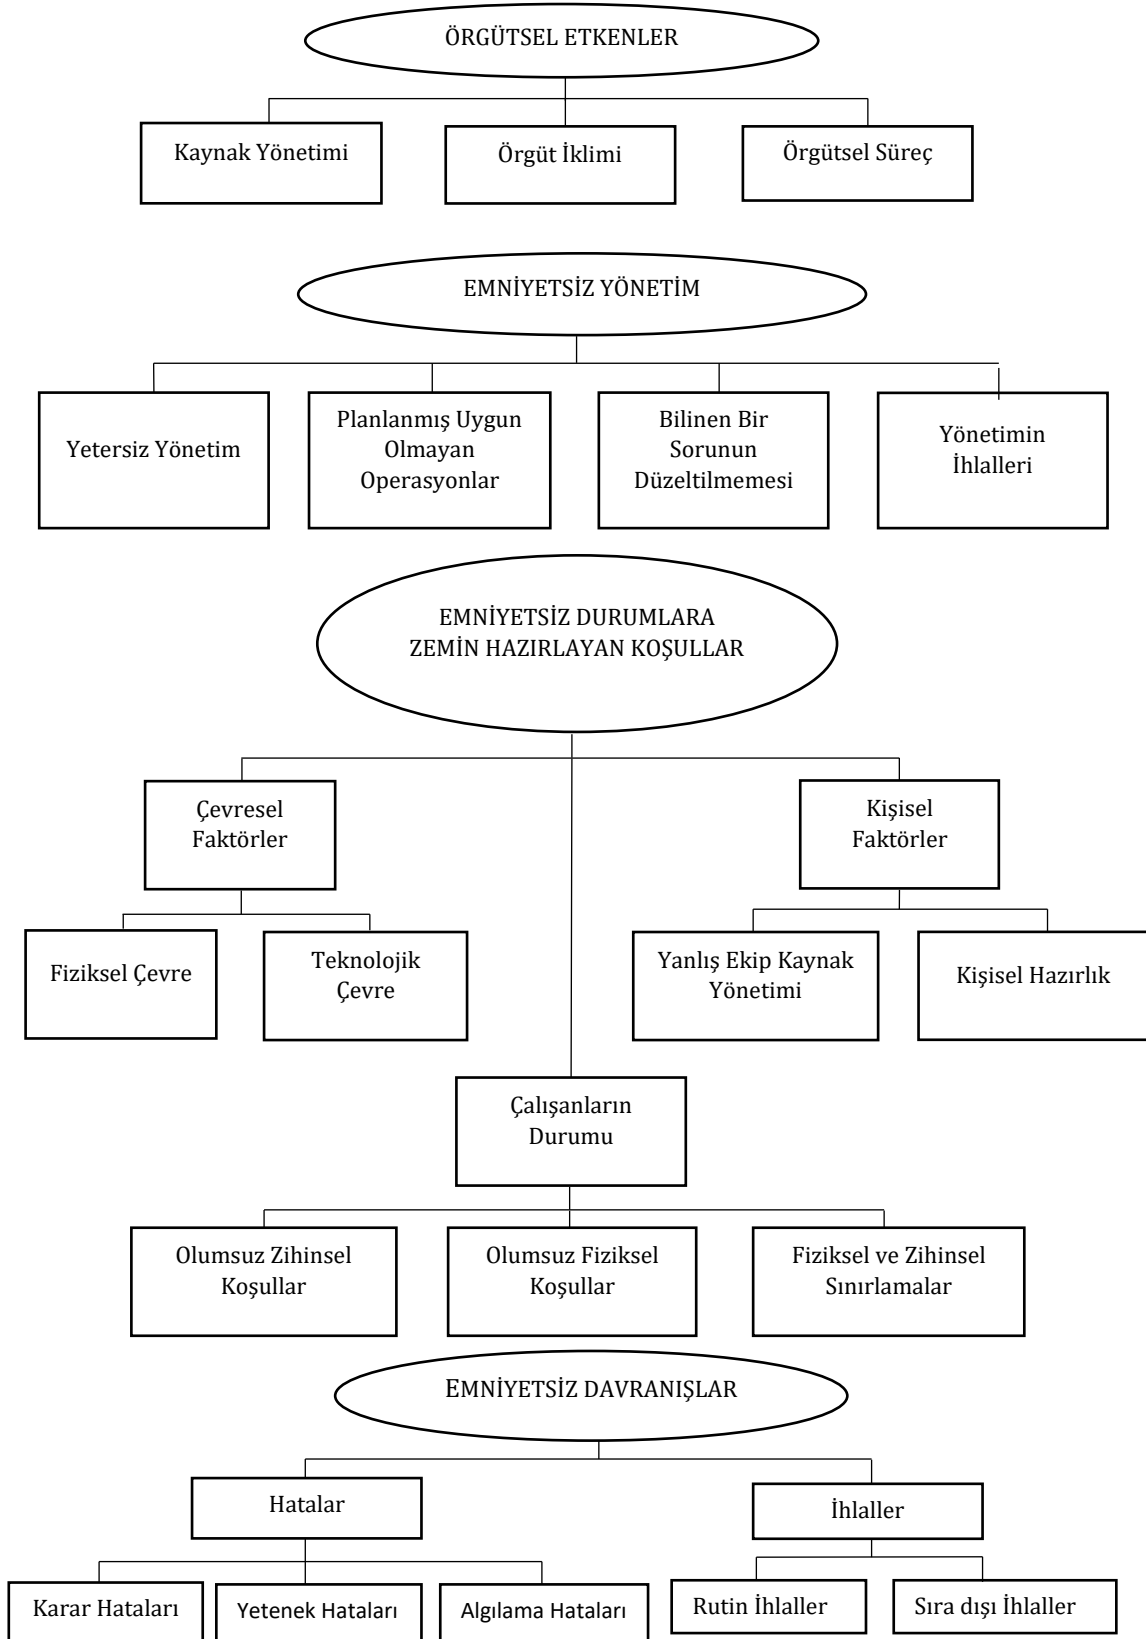 ÖRGÜTSEL ETKENLER
Kaynak Yönetimi
Örgüt İklimi
Örgütsel Süreç
EMNİYETSİZ YÖNETİM
Yetersiz Yönetim
Planlanmış Uygun
Olmayan
Operasyonlar
Bilinen Bir
Sorunun
Düzeltilmemesi
Yönetimin
İhlalleri
EMNİYETSİZ DURUMLARA
ZEMİN HAZIRLAYAN KOŞULLAR
Çevresel
Faktörler
Kişisel
Faktörler
Fiziksel Çevre
Teknolojik
Çevre
Yanlış Ekip Kaynak
Yönetimi
Kişisel Hazırlık
Çalışanların
Durumu
Olumsuz Zihinsel
Koşullar
Olumsuz Fiziksel
Koşullar
Fiziksel ve Zihinsel
Sınırlamalar
EMNİYETSİZ DAVRANIŞLAR
Hatalar
İhlaller
Karar Hataları
Yetenek Hataları
Algılama Hataları
Rutin İhlaller
Sıra dışı İhlaller